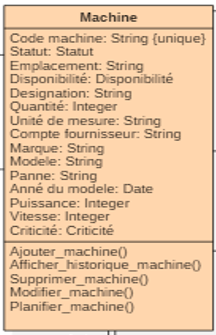 Machine
Code machine: String {unique}
Statut: Statut
Emplacement: String
Disponibilité: Disponibilité
Designation: String
Quantité: Integer
Unité de mesure: String
Compte fournisseur: String
Marque: String
Modele: String
Panne: String
Anné du modele: Date
Puissance: Integer
Vitesse: Integer
Criticité: Criticité
Ajouter_machine()
Afficher_historique_machine()
Supprimer_machine()
Modifier_machine()
Planifier_machine()